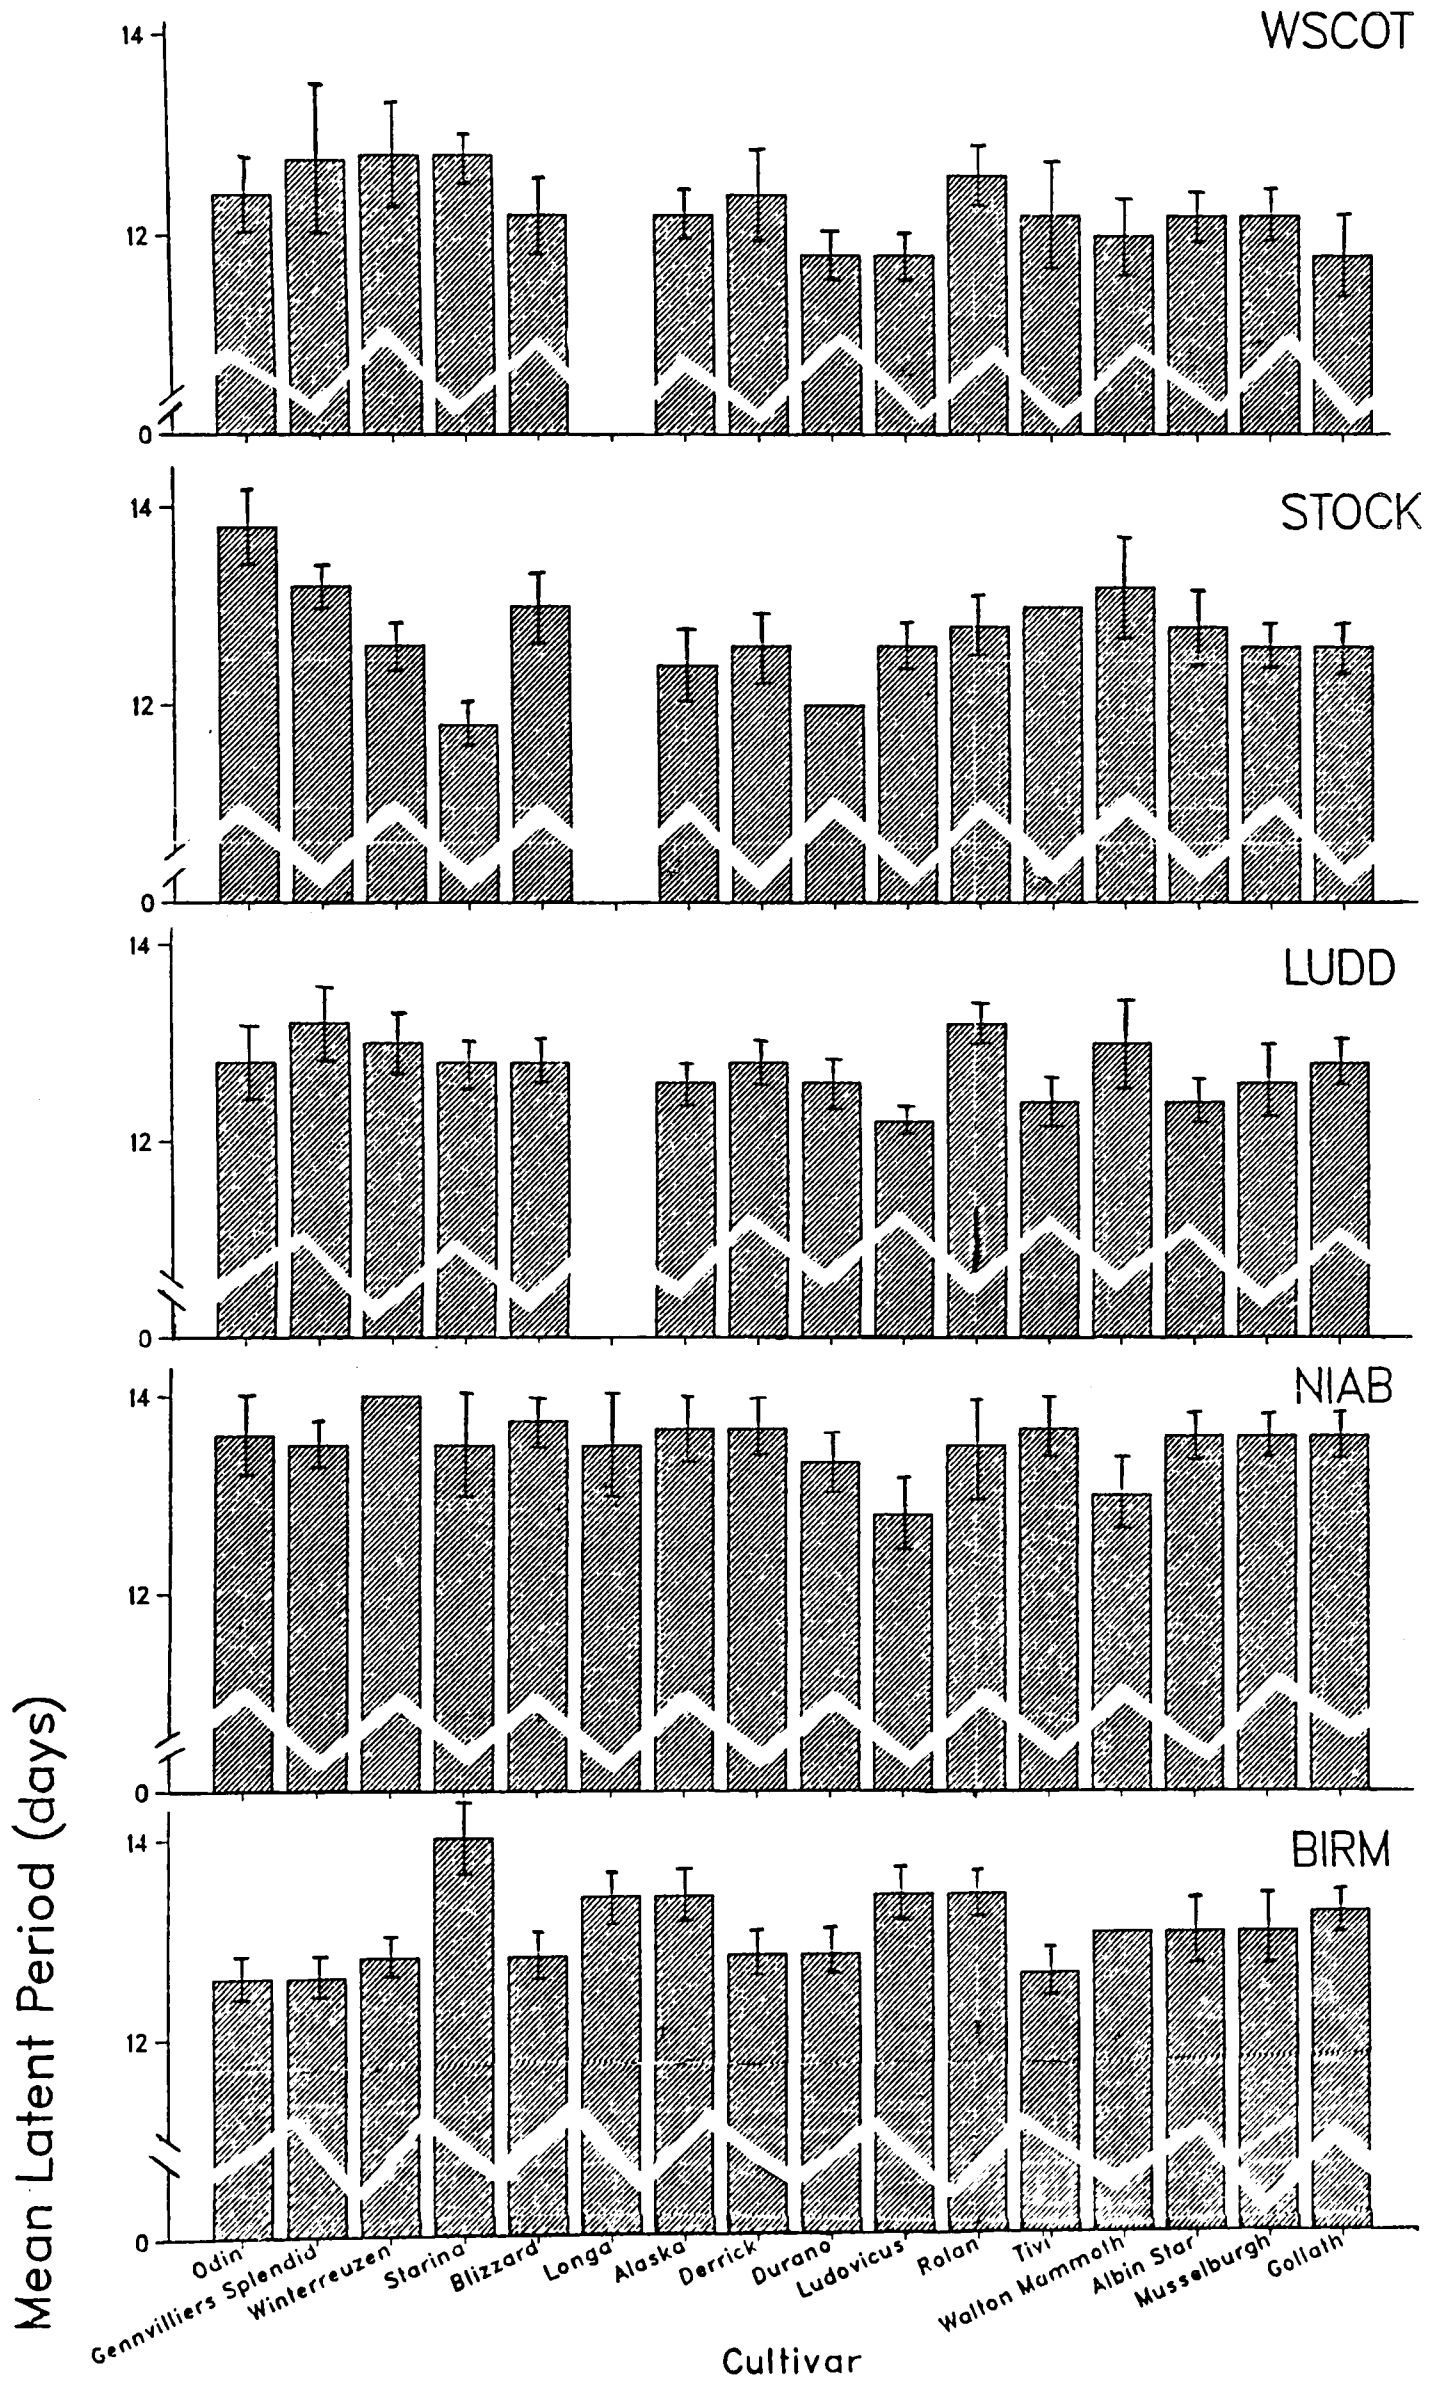 WSCOT
14
12
0
STOCK
14
12
0
LUDD
14
12
0
NIAB
14
12
0
BIRM
14
12
0
Mean Latent Period (days)
Odin
Gennvilliers Splendid
Winterreuzen
Starina
Blizzard
Longa
Alaska
Derrick
Durano
Ludovicus
Rolan
Tivi
Walton Mammoth
Albin Star
Musselburgh
Gollath
Cultivar